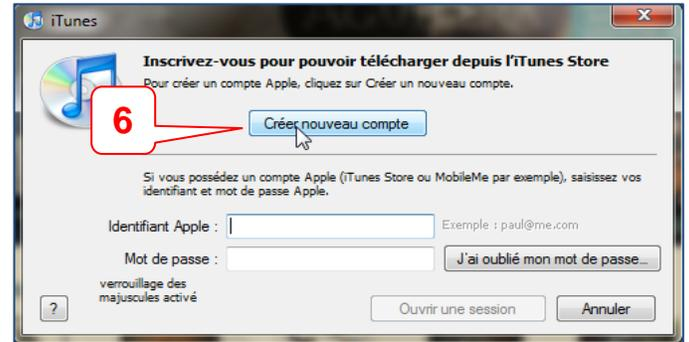 iTunes
Inscrivez-vous pour pouvoir télécharger depuis l'iTunes Store
Pour créer un compte Apple, cliquez sur Créer un nouveau compte.
6
Créer nouveau compte
Si vous possédez un compte Apple (iTunes Store ou MobileMe par exemple), saisissez vos
identifiant et mot de passe Apple.
Identifiant Apple :
Exemple : paul@me.com
Mot de passe :
J'ai oublié mon mot de passe...
verrouillage des
majuscules activé
?
Ouvrir une session
Annuler